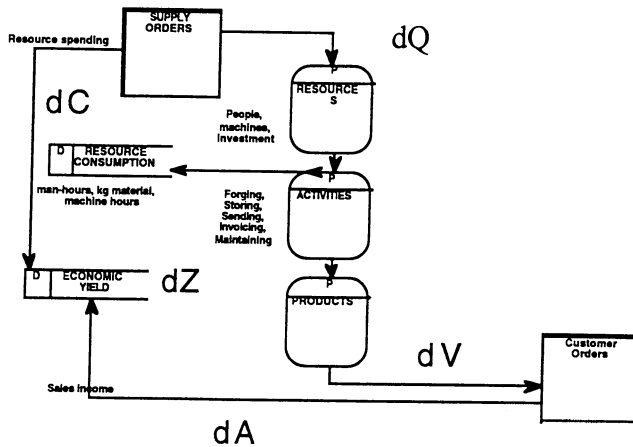 SUPPLY
ORDERS
Resource spending
dQ
dC
P
RESOURCE
S
People,
machines,
investment
D RESOURCE
CONSUMPTION
man-hours, kg material,
machine hours
P
ACTIVITIES
Forging,
Storing,
Sending,
Invoicing,
Maintaining
D ECONOMIC
YIELD
dZ
P
PRODUCTS
dV
Customer
Orders
Sales income
dA